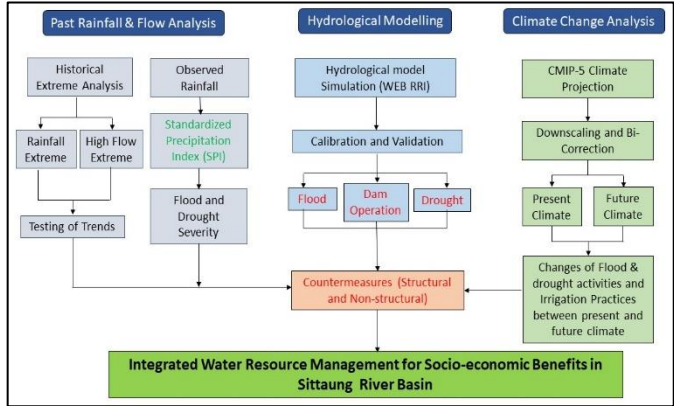 Past Rainfall & Flow Analysis
Historical
Extreme Analysis
Observed
Rainfall
Rainfall
Extreme
High Flow
Extreme
Standardized
Precipitation
Index (SPI)
Testing of Trends
Flood and
Drought
Severity
Hydrological Modelling
Hydrological model
Simulation (WEB RRI)
Calibration and Validation
Flood
Dam
Operation
Drought
Countermeasures (Structural
and Non-structural)
Climate Change Analysis
CMIP-5 Climate
Projection
Downscaling and Bi-
Correction
Present
Climate
Future
Climate
Changes of Flood &
drought activities and
Irrigation Practices
between present and
future climate
Integrated Water Resource Management for Socio-economic Benefits in
Sittaung River Basin